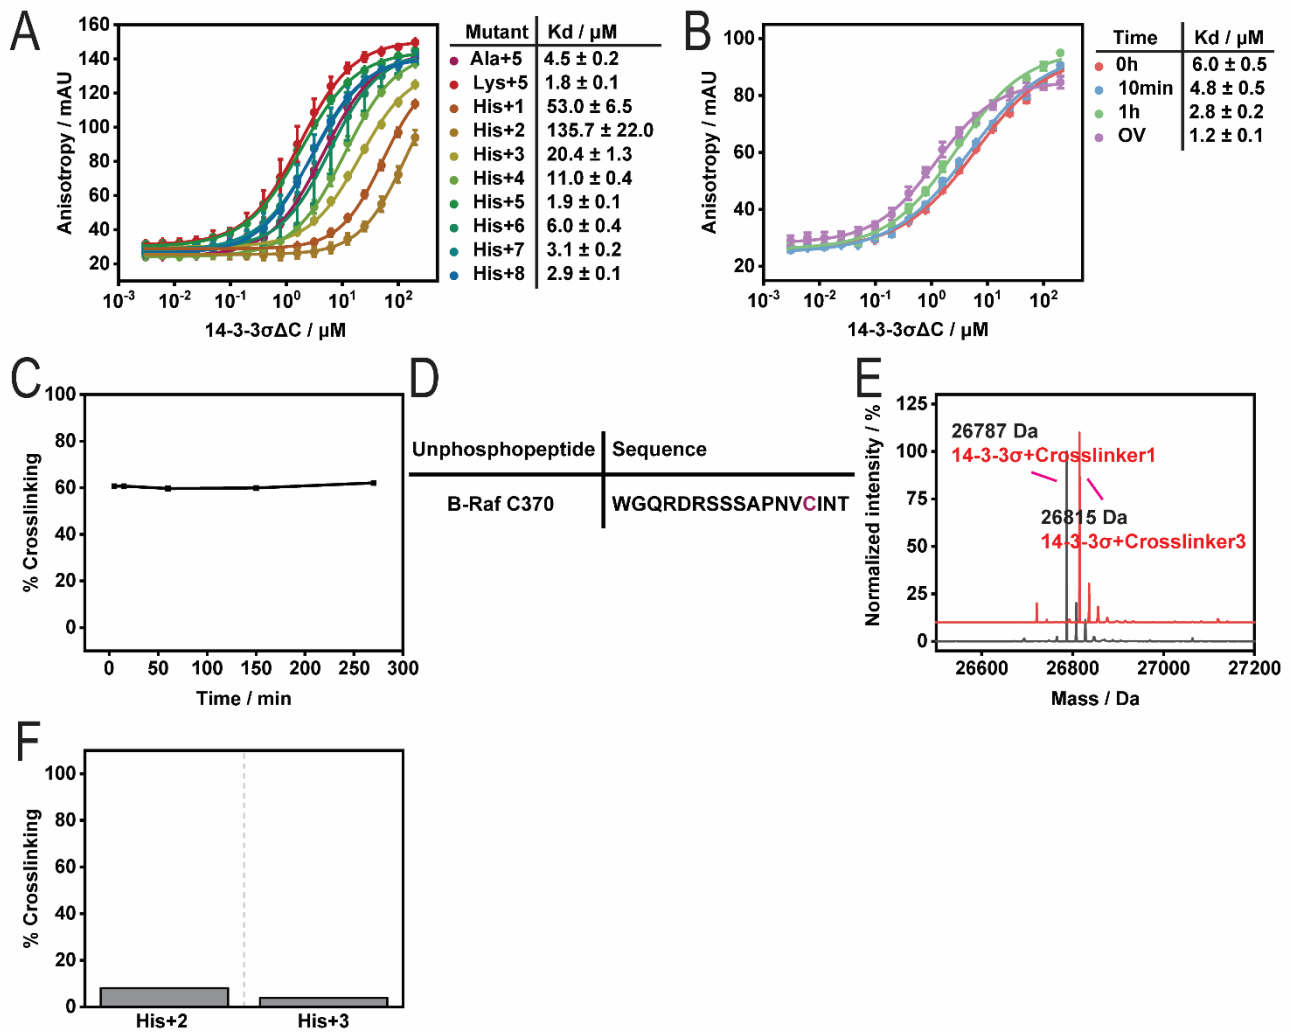 A
Anisotropy / mAU
160
140
120
100
80
60
40
20
10-3 10-2 10-1 100 101 102
14-3-3σΔC / µM
Mutant Kd / µM
Ala+5 4.5 ± 0.2
Lys+5 1.8 ± 0.1
His+1 53.0 ± 6.5
His+2 135.7 ± 22.0
His+3 20.4 ± 1.3
His+4 11.0 ± 0.4
His+5 1.9 ± 0.1
His+6 6.0 ± 0.4
His+7 3.1 ± 0.2
His+8 2.9 ± 0.1
B
Anisotropy / mAU
100
80
60
40
20
10-3 10-2 10-1 100 101 102
14-3-3σΔC / µM
Time Kd / µM
0h 6.0 ± 0.5
10min 4.8 ± 0.5
1h 2.8 ± 0.2
OV 1.2 ± 0.1
C
% Crosslinking
100
80
60
40
20
0
0 50 100 150 200 250 300
Time / min
D
Unphosphopeptide Sequence
B-Raf C370 WGQRDRSSSAPNVCINT
E
Normalized intensity / %
125
100
75
50
25
0
26787 Da
14-3-3σ+Crosslinker1
26815 Da
14-3-3σ+Crosslinker3
26600 26800 27000 27200
Mass / Da
F
% Crosslinking
100
80
60
40
20
0
His+2 His+3